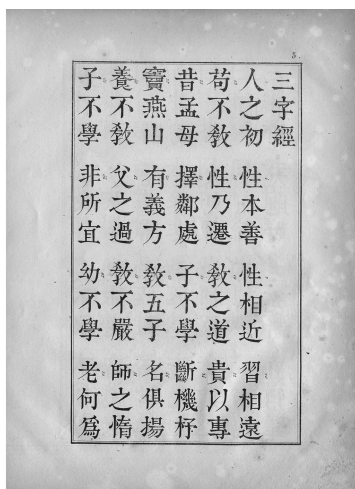 5.
三字經
人之初 性本善 性相近 習相遠
苟不教 性乃遷 教之道 貴以專
昔孟母 擇鄰處 子不學 斷機杼
竇燕山 有義方 教五子 名俱揚
養不教 父之過 教不嚴 師之惰
子不學 非所宜 幼不學 老何為